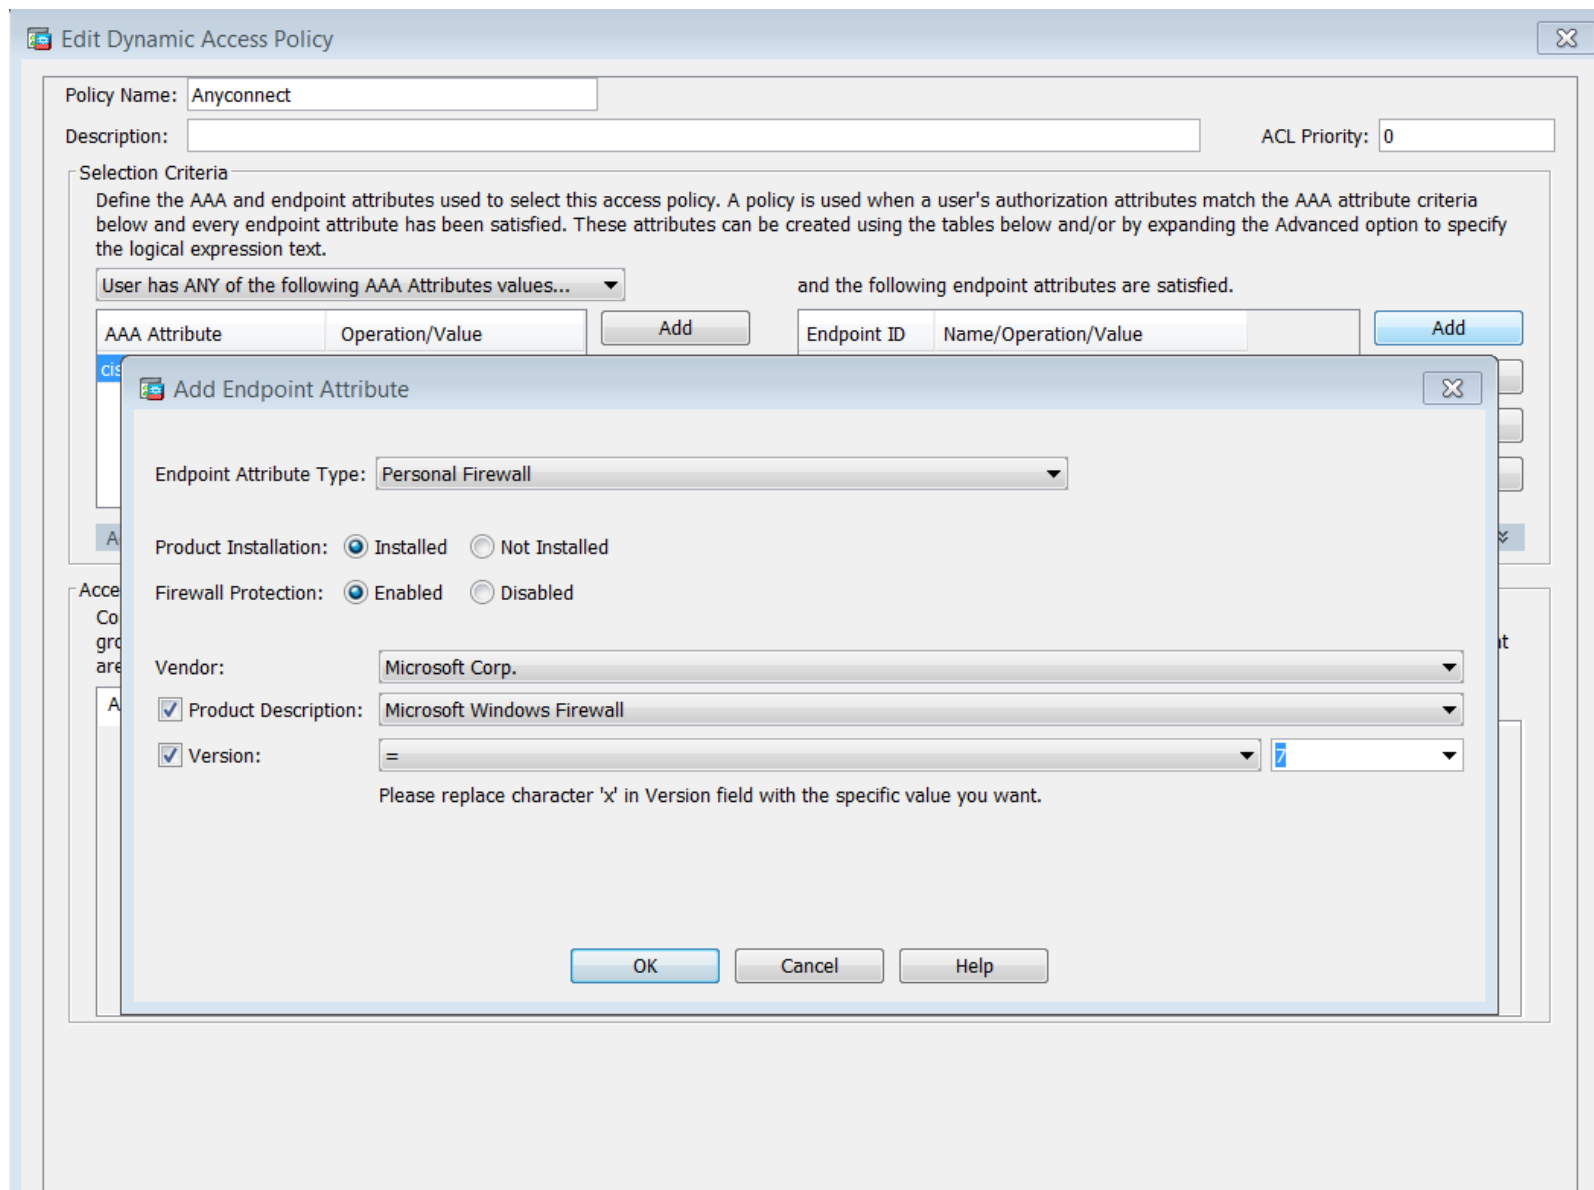 Edit Dynamic Access Policy
Policy Name: Anyconnect
Description:
ACL Priority: 0
Selection Criteria
Define the AAA and endpoint attributes used to select this access policy. A policy is used when a user's authorization attributes match the AAA attribute criteria
below and every endpoint attribute has been satisfied. These attributes can be created using the tables below and/or by expanding the Advanced option to specify
the logical expression text.
User has ANY of the following AAA Attributes values...
and the following endpoint attributes are satisfied.
AAA Attribute Operation/Value
Add
Endpoint ID Name/Operation/Value
Add
cis
Add Endpoint Attribute
Endpoint Attribute Type: Personal Firewall
A
Product Installation: Installed Not Installed
Acce
Firewall Protection: Enabled Disabled
Co
gro
are
Vendor: Microsoft Corp.
A
Product Description: Microsoft Windows Firewall
Version: = 7
Please replace character 'x' in Version field with the specific value you want.
OK Cancel Help